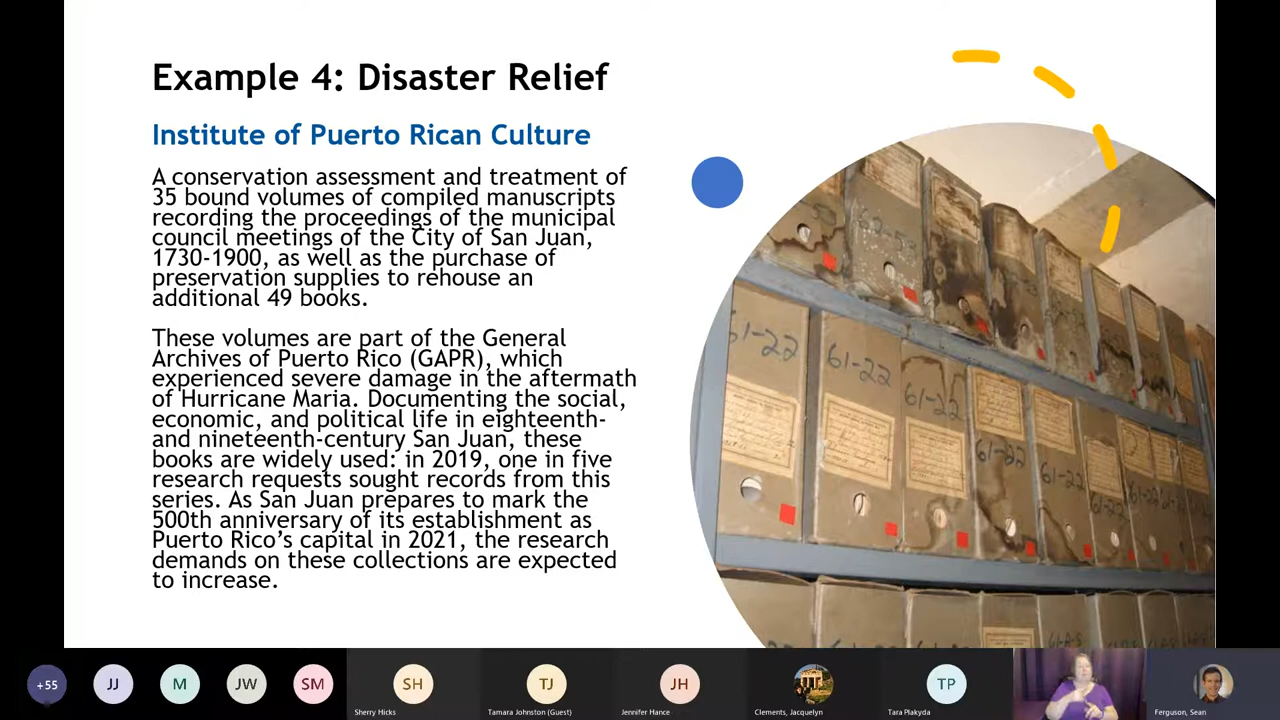 Example 4: Disaster Relief
Institute of Puerto Rican Culture
A conservation assessment and treatment of
35 bound volumes of compiled manuscripts
recording the proceedings of the municipal
council meetings of the City of San Juan,
1730-1900, as well as the purchase of
preservation supplies to rehouse an
additional 49 books.
These volumes are part of the General
Archives of Puerto Rico (GAPR), which
experienced severe damage in the aftermath
of Hurricane Maria. Documenting the social,
economic, and political life in eighteenth-
and nineteenth-century San Juan, these
books are widely used: in 2019, one in five
research requests sought records from this
series. As San Juan prepares to mark the
500th anniversary of its establishment as
Puerto Rico’s capital in 2021, the research
demands on these collections are expected
to increase.
61-22
61-22
61-22
61-22
61-22
61-22
+55
JJ
M
JW
SM
SH
TJ
JH
TP
Sherry Hicks
Tamara Johnston (Guest)
Jennifer Hance
Clements, Jacquelyn
Tara Plakyda
Ferguson, Sean